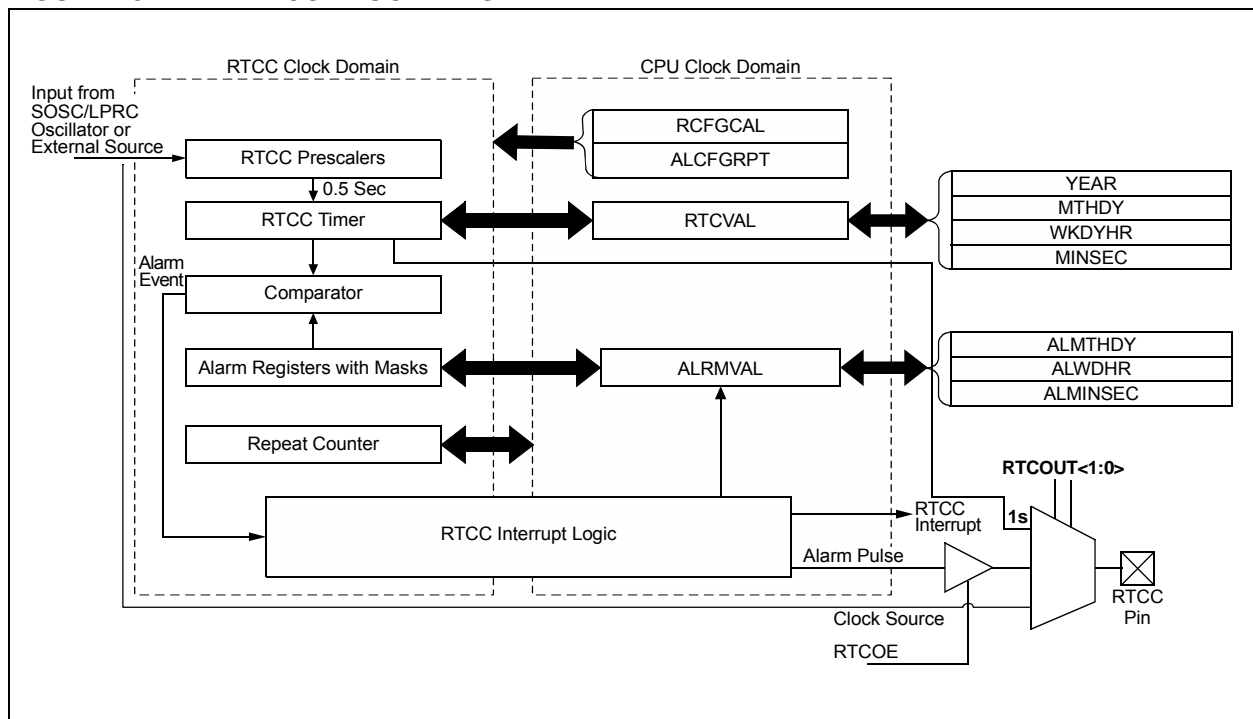 RTCC Clock Domain
CPU Clock Domain
Input from
SOSC/LPRC
Oscillator or
External Source
RCFGCAL
ALCFGRPT
RTCC Prescalers
0.5 Sec
YEAR
MTHDY
WKDYHR
MINSEC
RTCC Timer
RTCVAL
Alarm
Event
Comparator
Alarm Registers with Masks
ALRMVAL
ALMTHDY
ALWDHR
ALMINSEC
Repeat Counter
RTCOUT<1:0>
RTCC Interrupt Logic
RTCC
Interrupt
1s
Alarm Pulse
RTCC
Pin
Clock Source
RTCOE